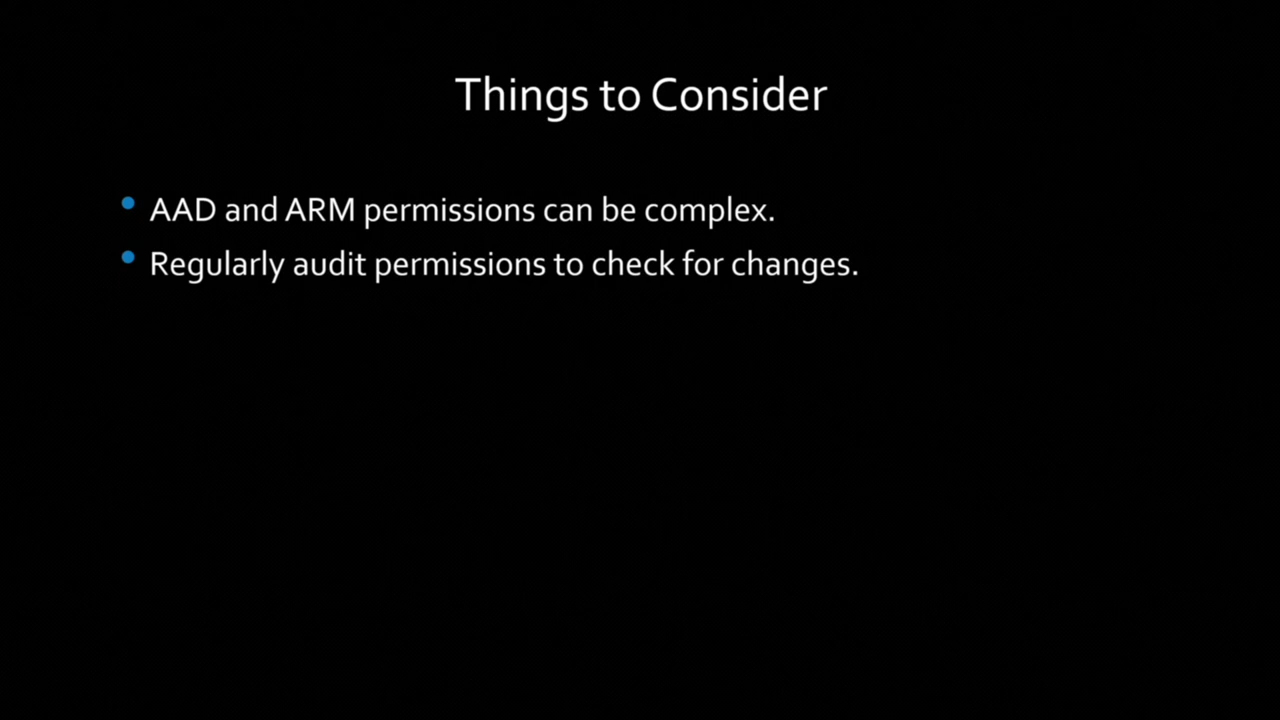 Things to Consider
AAD and ARM permissions can be complex.
Regularly audit permissions to check for changes.